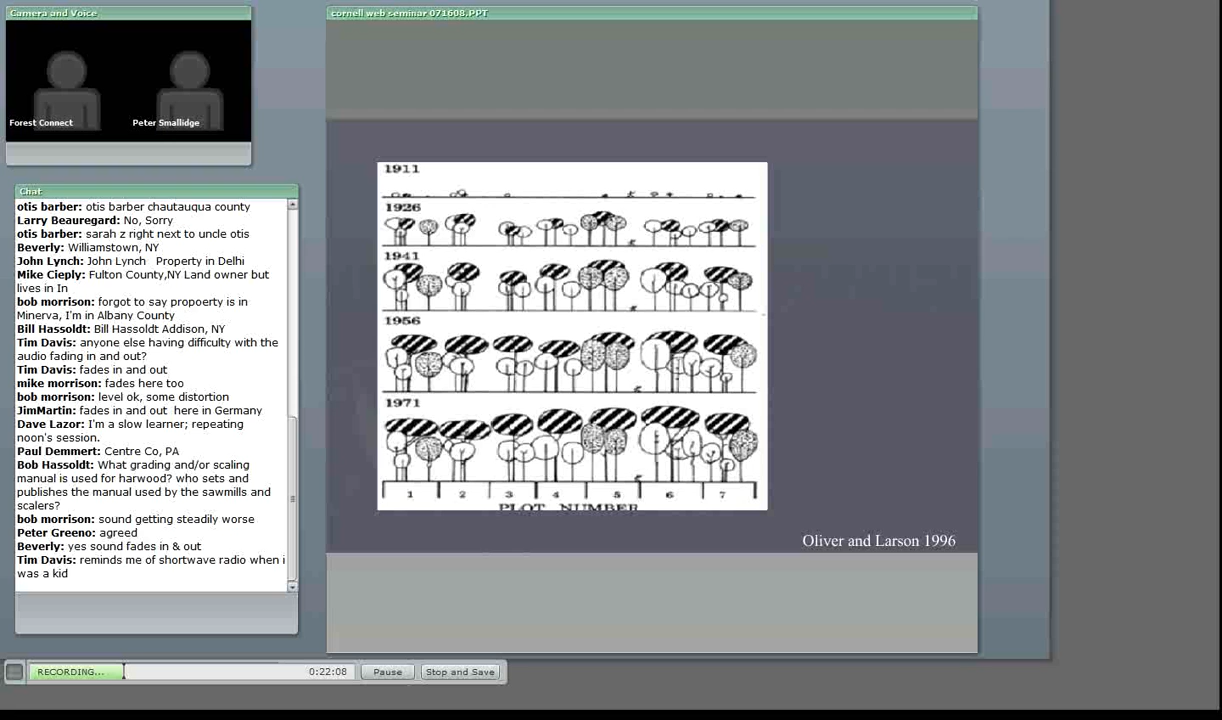 Camera and Voice
Forest Connect
Peter Smallidge
Chat
otis barber: otis barber chautauqua county
Larry Beauregard: No, Sorry
otis barber: sarah z right next to uncle otis
Beverly: Williamstown, NY
John Lynch: John Lynch Property in Delhi
Mike Cieply: Fulton County,NY Land owner but
lives in In
bob morrison: forgot to say propoerty is in
Minerva, I'm in Albany County
Bill Hassoldt: Bill Hassoldt Addison, NY
Tim Davis: anyone else having difficulty with the
audio fading in and out?
Tim Davis: fades in and out
mike morrison: fades here too
bob morrison: level ok, some distortion
JimMartin: fades in and out here in Germany
Dave Lazor: I'm a slow learner; repeating
noon's session.
Paul Demmert: Centre Co, PA
Bob Hassoldt: What grading and/or scaling
manual is used for harwood? who sets and
publishes the manual used by the sawmills and
scalers?
bob morrison: sound getting steadily worse
Peter Greeno: agreed
Beverly: yes sound fades in & out
Tim Davis: reminds me of shortwave radio when i
was a kid
RECORDING...
0:22:08
Pause
Stop and Save
cornell web seminar 071608.PPT
1911
1926
1941
1956
1971
1 2 3 4 5 6 7
PLOT NUMBER
Oliver and Larson 1996